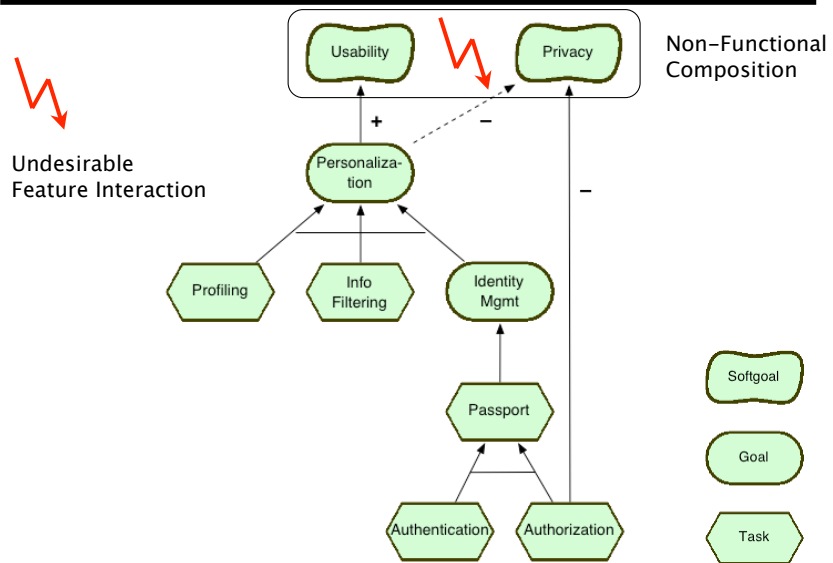 Usability
Privacy
Non-Functional
Composition
+
-
Undesirable
Feature Interaction
Personaliza-
tion
-
Profiling
Info
Filtering
Identity
Mgmt
Passport
Softgoal
Goal
Authentication
Authorization
Task